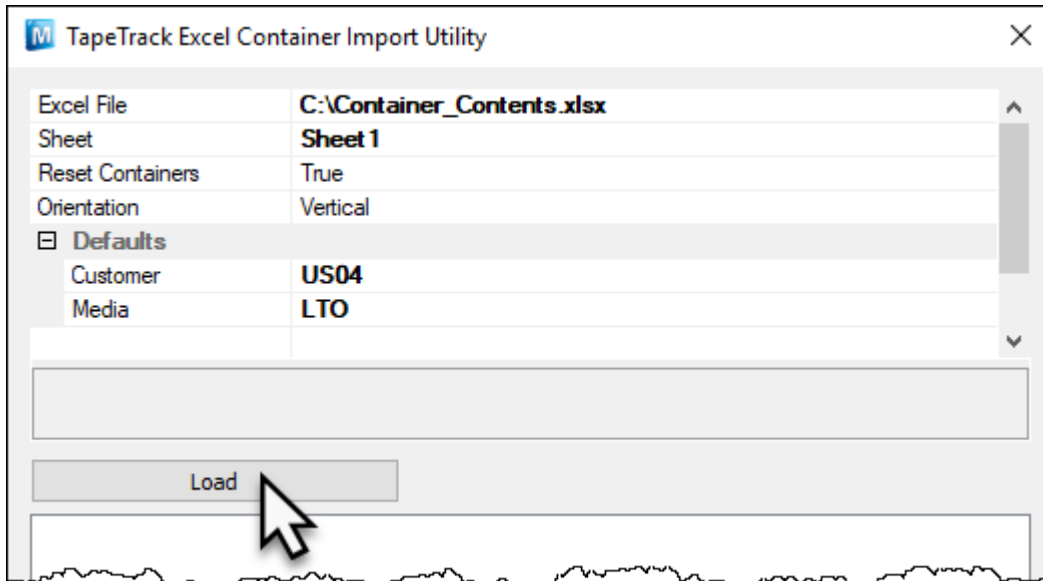 M TapeTrack Excel Container Import Utility
Excel File C:\Container_Contents.xlsx
Sheet Sheet1
Reset Containers True
Orientation Vertical
Defaults
Customer US04
Media LTO
Load